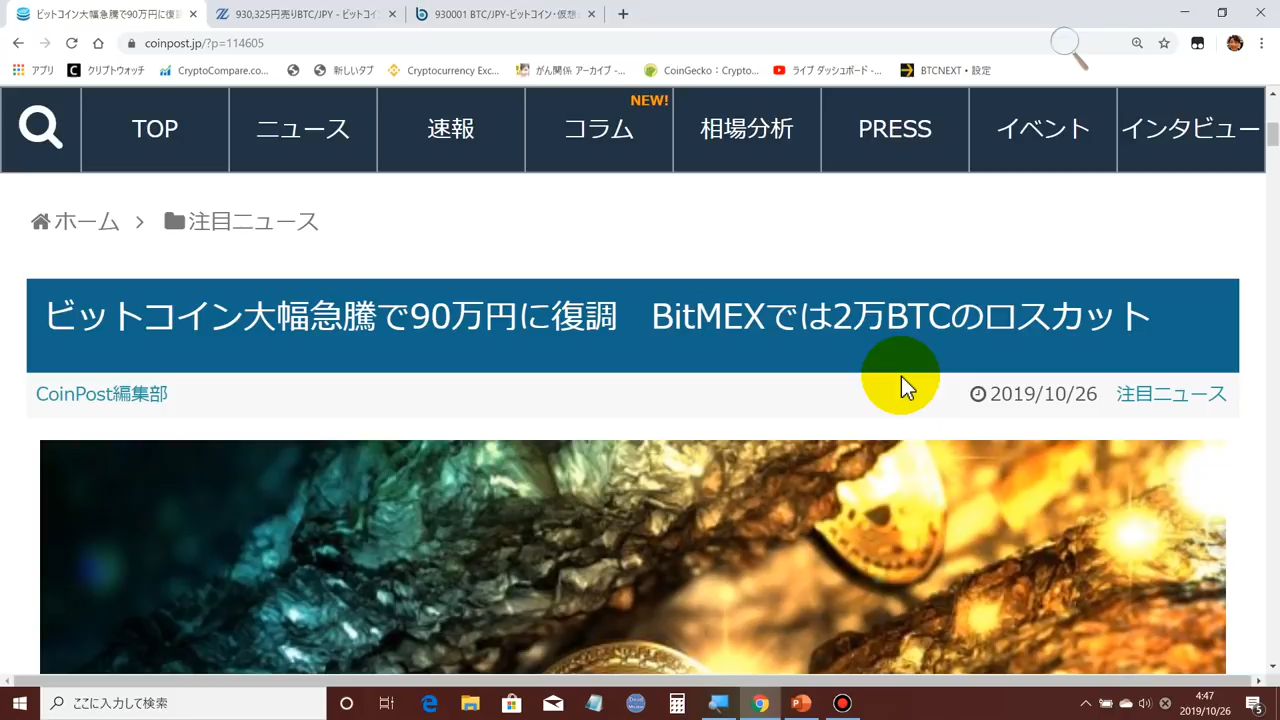 ビットコイン大幅急騰で90万円に復
930,325円売りBTC/JPY - ビットコイ
930001 BTC/JPY-ビットコイン・仮想
coinpost.jp/?p=114605
アプリ
クリプトウォッチ
CryptoCompare.co...
新しいタブ
Cryptocurrency Exc...
がん関係 アーカイブ -...
CoinGecko：Crypto...
ライブ ダッシュボード -...
BTCNEXT • 設定
TOP
ニュース
速報
NEW!
コラム
相場分析
PRESS
イベント
インタビュー
ホーム
注目ニュース
ビットコイン大幅急騰で90万円に復調　BitMEXでは2万BTCのロスカット
CoinPost編集部
2019/10/26
注目ニュース
ここに入力して検索
4:47
2019/10/26
5